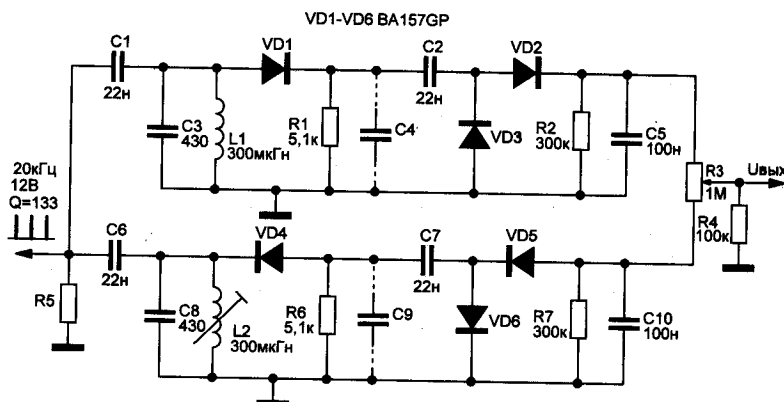 VD1-VD6 BA157GP
C1
22н
VD1
C2
22н
VD2
C3
430
L1
300мкГн
R1
5,1к
C4
VD3
R2
300к
C5
100н
20кГц
12В
Q=133
R3
1М
Uвых
R4
100к
C6
22н
VD4
C7
22н
VD5
R5
C8
430
L2
300мкГн
R6
5,1к
C9
VD6
R7
300к
C10
100н